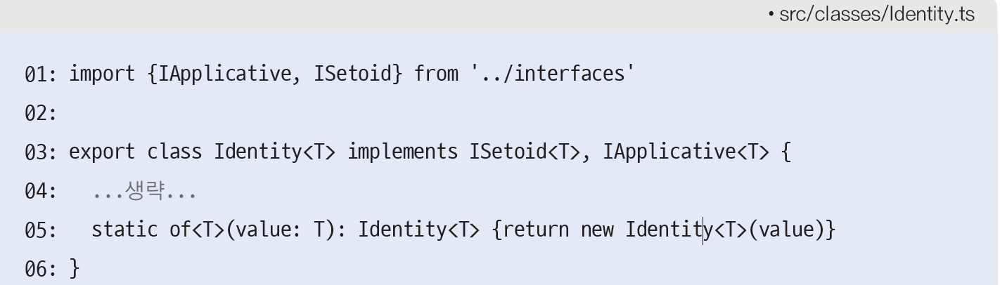 • src/classes/Identity.ts
01: import {IApplicative, ISetoid} from '../interfaces'
02:
03: export class Identity<T> implements ISetoid<T>, IApplicative<T> {
04:   ...생략...
05:   static of<T>(value: T): Identity<T> {return new Identity<T>(value)}
06: }